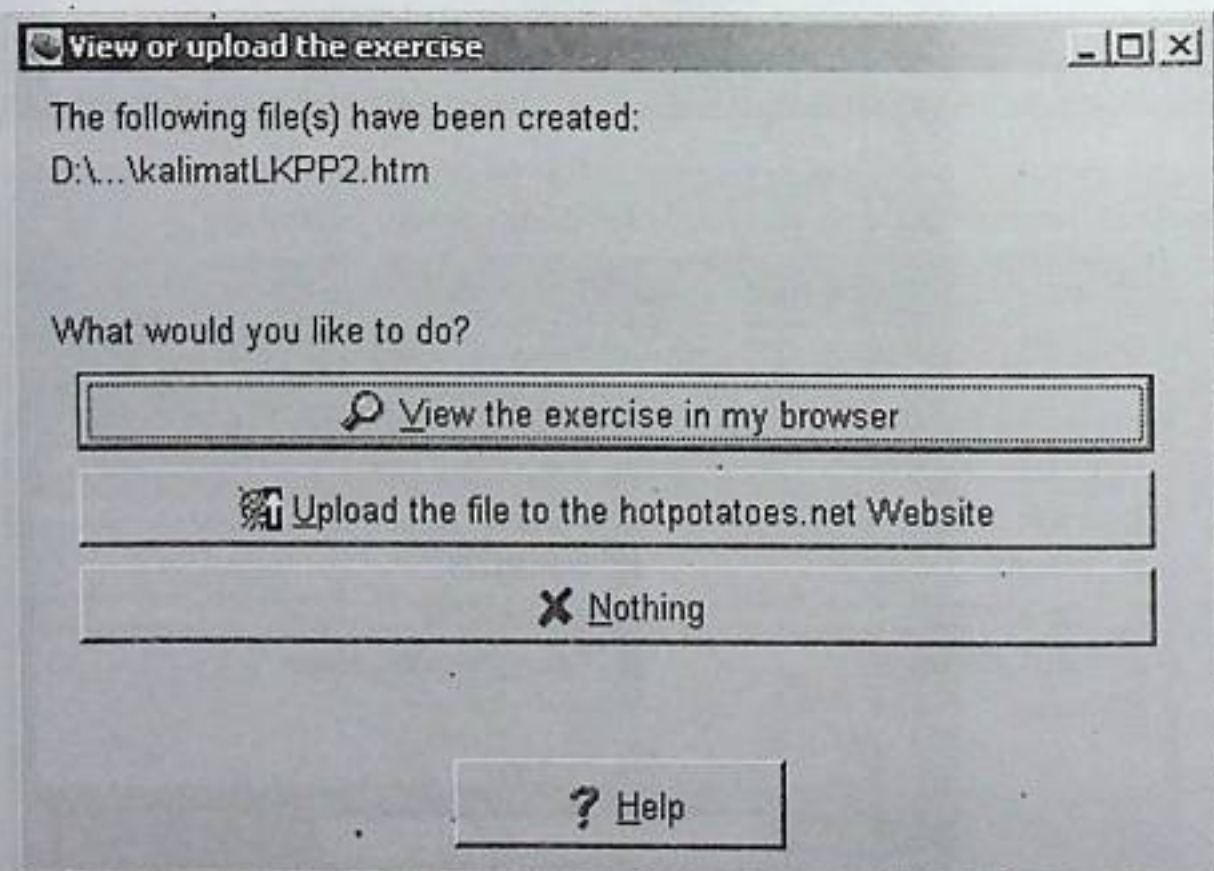 View or upload the exercise
The following file(s) have been created:
D:\...\kalimatLKPP2.htm
What would you like to do?
View the exercise in my browser
Upload the file to the hotpotatoes.net Website
Nothing
? Help